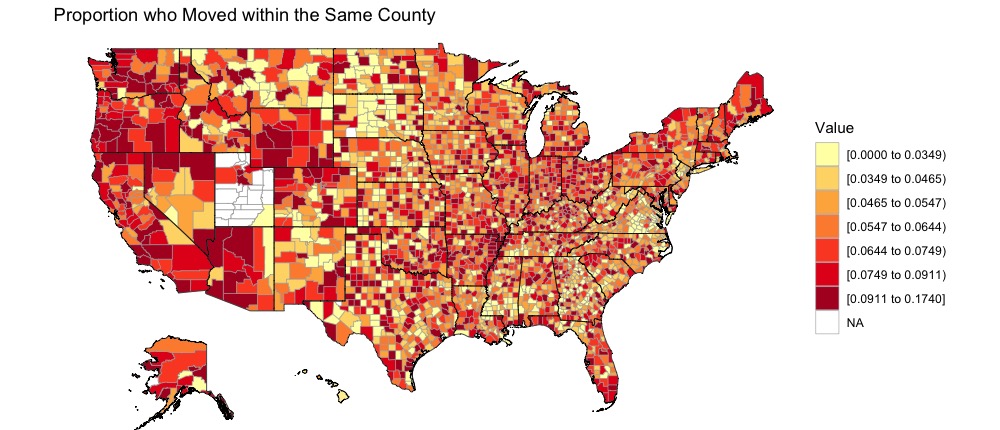 Proportion who Moved within the Same County
Value
[0.0000 to 0.0349)
[0.0349 to 0.0465)
[0.0465 to 0.0547)
[0.0547 to 0.0644)
[0.0644 to 0.0749)
[0.0749 to 0.0911)
[0.0911 to 0.1740]
NA